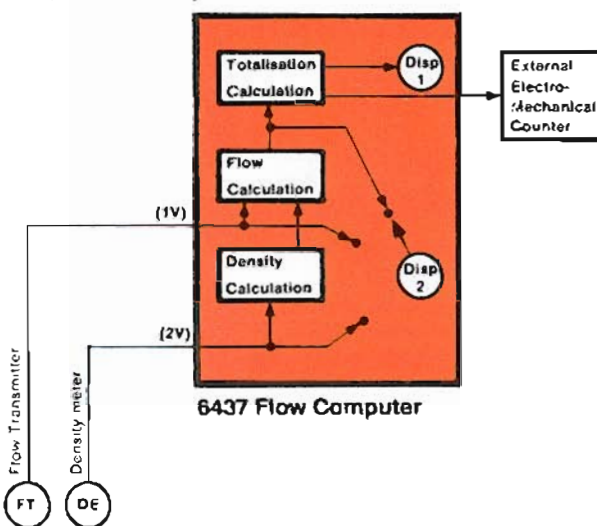 Totalisation
Calculation
Disp
1
External
Electro-
Mechanical
Counter
Flow
Calculation
(1V)
Density
Calculation
Disp
2
(2V)
6437 Flow Computer
Flow Transmitter
Density meter
FT
DE